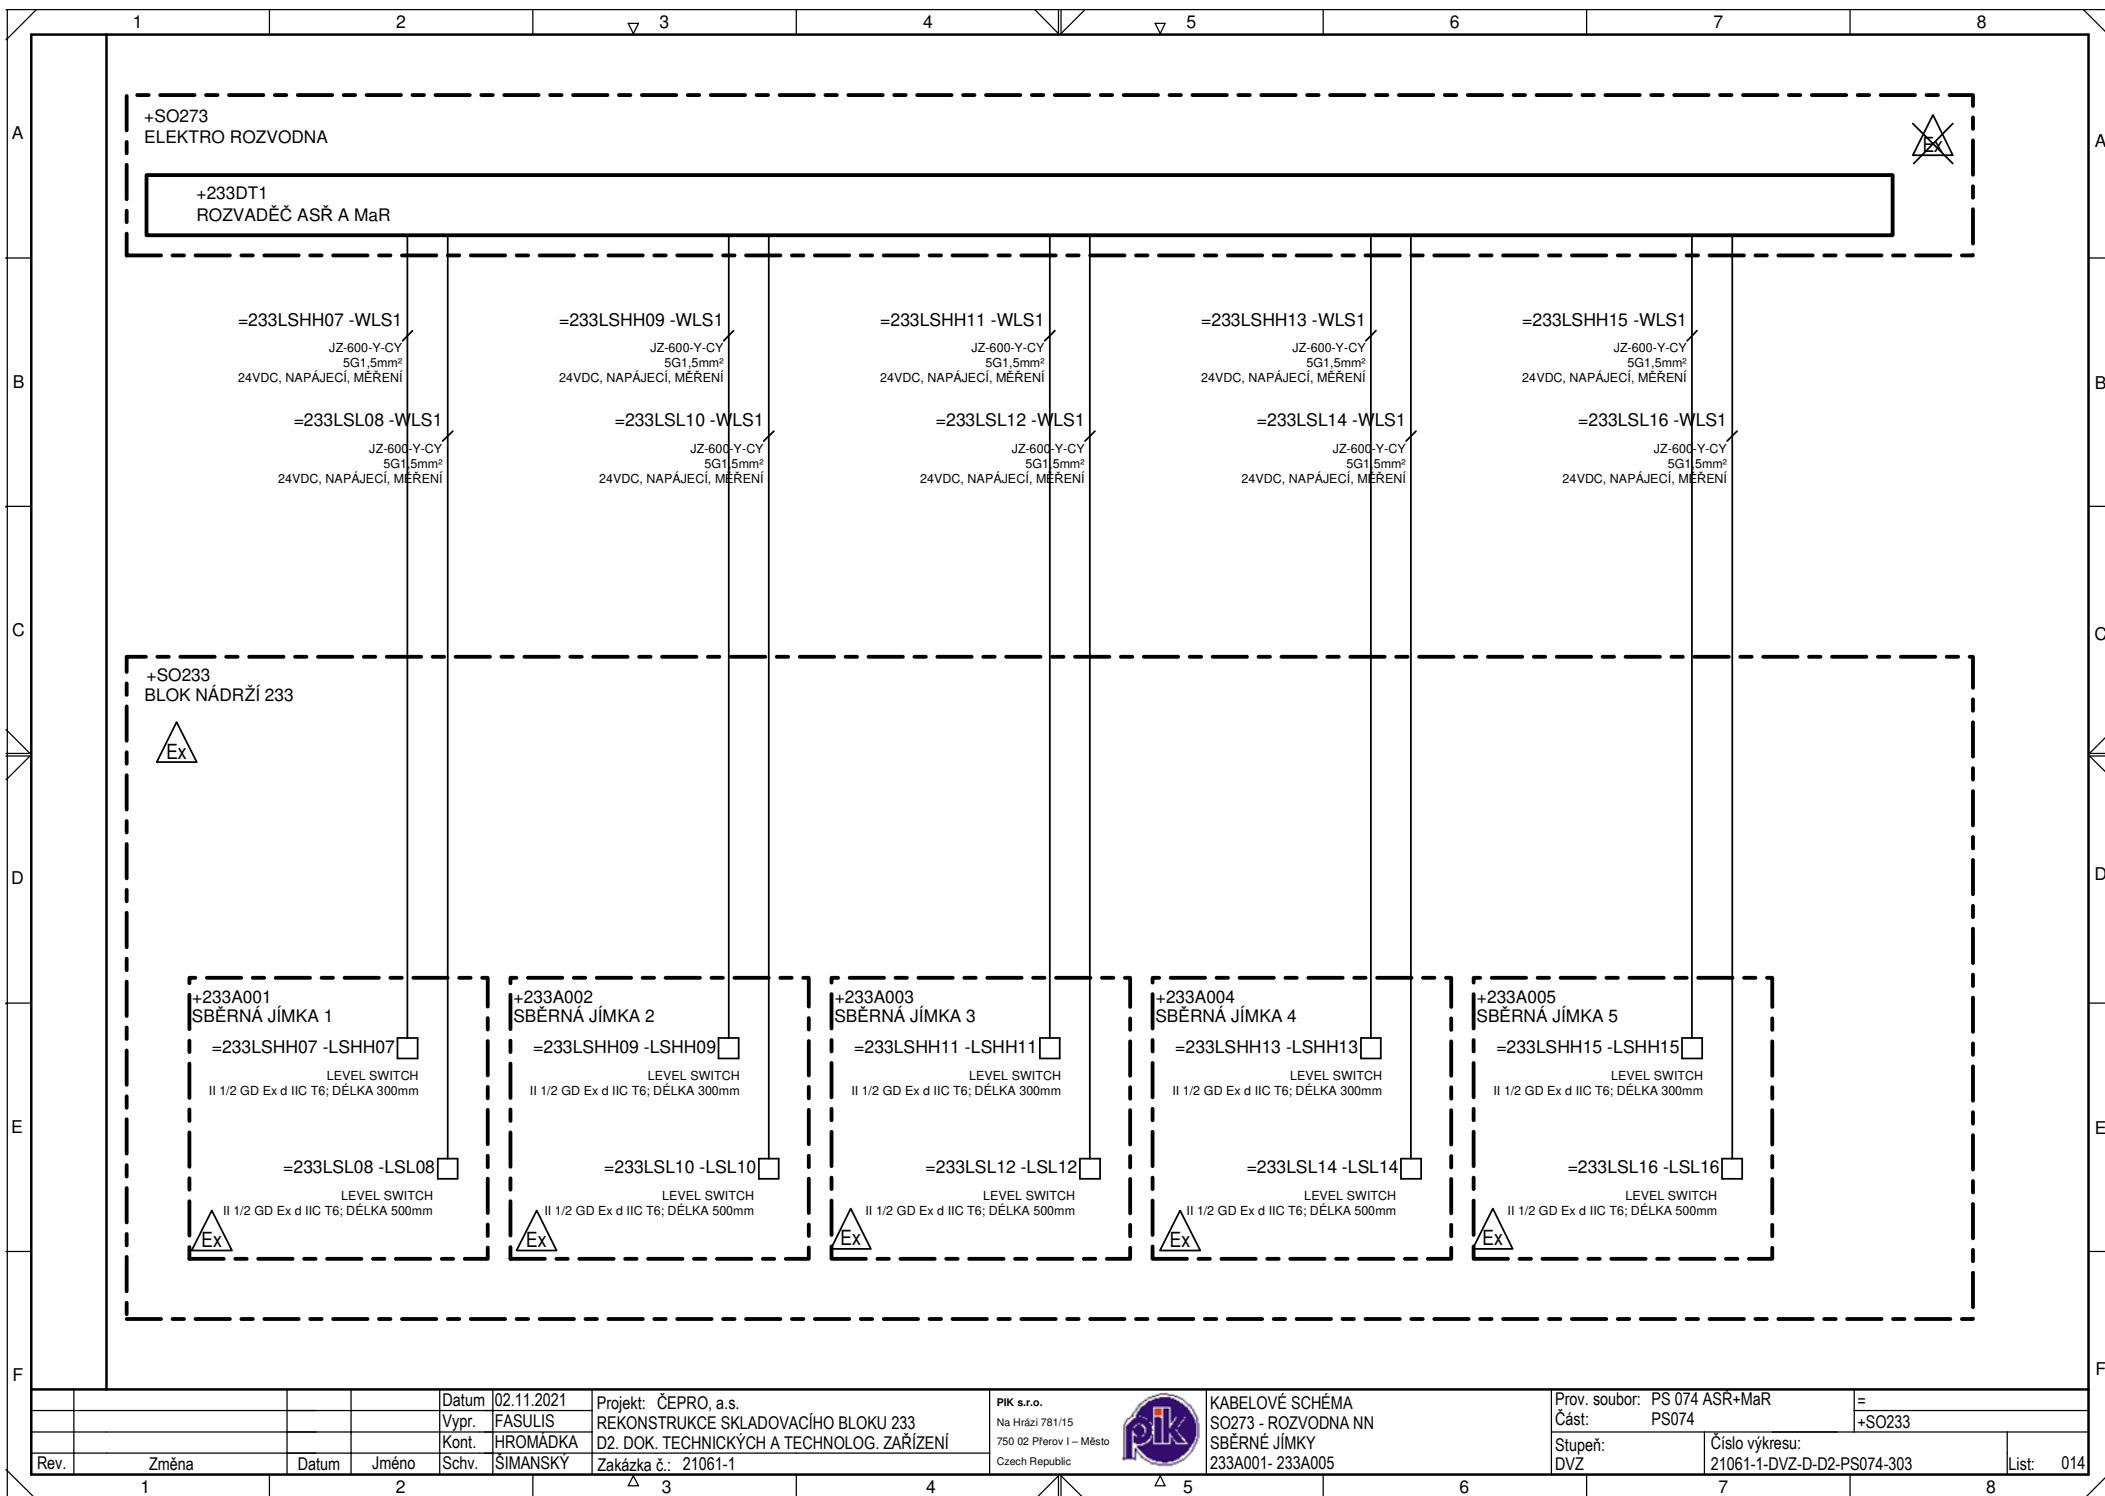 1 2 3 4 5 6 7 8
A A
B B
C C
D D
E E
F F
+SO273
ELEKTRO ROZVODNA
Ex
+233DT1
ROZVADĚČ ASŘ A MaR
=233LSHH07 -WLS1
JZ-600-Y-CY
5G1,5mm²
24VDC, NAPÁJECÍ, MĚŘENÍ
=233LSL08 -WLS1
JZ-600-Y-CY
5G1,5mm²
24VDC, NAPÁJECÍ, MĚŘENÍ
=233LSHH09 -WLS1
JZ-600-Y-CY
5G1,5mm²
24VDC, NAPÁJECÍ, MĚŘENÍ
=233LSL10 -WLS1
JZ-600-Y-CY
5G1,5mm²
24VDC, NAPÁJECÍ, MĚŘENÍ
=233LSHH11 -WLS1
JZ-600-Y-CY
5G1,5mm²
24VDC, NAPÁJECÍ, MĚŘENÍ
=233LSL12 -WLS1
JZ-600-Y-CY
5G1,5mm²
24VDC, NAPÁJECÍ, MĚŘENÍ
=233LSHH13 -WLS1
JZ-600-Y-CY
5G1,5mm²
24VDC, NAPÁJECÍ, MĚŘENÍ
=233LSL14 -WLS1
JZ-600-Y-CY
5G1,5mm²
24VDC, NAPÁJECÍ, MĚŘENÍ
=233LSHH15 -WLS1
JZ-600-Y-CY
5G1,5mm²
24VDC, NAPÁJECÍ, MĚŘENÍ
=233LSL16 -WLS1
JZ-600-Y-CY
5G1,5mm²
24VDC, NAPÁJECÍ, MĚŘENÍ
+SO233
BLOK NÁDRŽÍ 233
Ex
+233A001
SBĚRNÁ JÍMKA 1
=233LSHH07 -LSHH07
LEVEL SWITCH
II 1/2 GD Ex d IIC T6; DÉLKA 300mm
=233LSL08 -LSL08
LEVEL SWITCH
II 1/2 GD Ex d IIC T6; DÉLKA 500mm
Ex
+233A002
SBĚRNÁ JÍMKA 2
=233LSHH09 -LSHH09
LEVEL SWITCH
II 1/2 GD Ex d IIC T6; DÉLKA 300mm
=233LSL10 -LSL10
LEVEL SWITCH
II 1/2 GD Ex d IIC T6; DÉLKA 500mm
Ex
+233A003
SBĚRNÁ JÍMKA 3
=233LSHH11 -LSHH11
LEVEL SWITCH
II 1/2 GD Ex d IIC T6; DÉLKA 300mm
=233LSL12 -LSL12
LEVEL SWITCH
II 1/2 GD Ex d IIC T6; DÉLKA 500mm
Ex
+233A004
SBĚRNÁ JÍMKA 4
=233LSHH13 -LSHH13
LEVEL SWITCH
II 1/2 GD Ex d IIC T6; DÉLKA 300mm
=233LSL14 -LSL14
LEVEL SWITCH
II 1/2 GD Ex d IIC T6; DÉLKA 500mm
Ex
+233A005
SBĚRNÁ JÍMKA 5
=233LSHH15 -LSHH15
LEVEL SWITCH
II 1/2 GD Ex d IIC T6; DÉLKA 300mm
=233LSL16 -LSL16
LEVEL SWITCH
II 1/2 GD Ex d IIC T6; DÉLKA 500mm
Ex
Rev. Změna Datum Jméno
Datum 02.11.2021
Vypr. FASULIS
Kont. HROMÁDKA
Schv. ŠIMANSKÝ
Projekt: ČEPRO, a.s.
REKONSTRUKCE SKLADOVACÍHO BLOKU 233
D2. DOK. TECHNICKÝCH A TECHNOLOG. ZAŘÍZENÍ
Zakázka č.: 21061-1
PIK s.r.o.
Na Hrázi 781/15
750 02 Přerov I – Město
Czech Republic
pik
KABELOVÉ SCHÉMA
SO273 - ROZVODNA NN
SBĚRNÉ JÍMKY
233A001- 233A005
Prov. soubor: PS 074 ASŘ+MaR
Část: PS074
=
+SO233
Stupeň:
DVZ
Číslo výkresu:
21061-1-DVZ-D-D2-PS074-303
List: 014
1 2 3 4 5 6 7 8